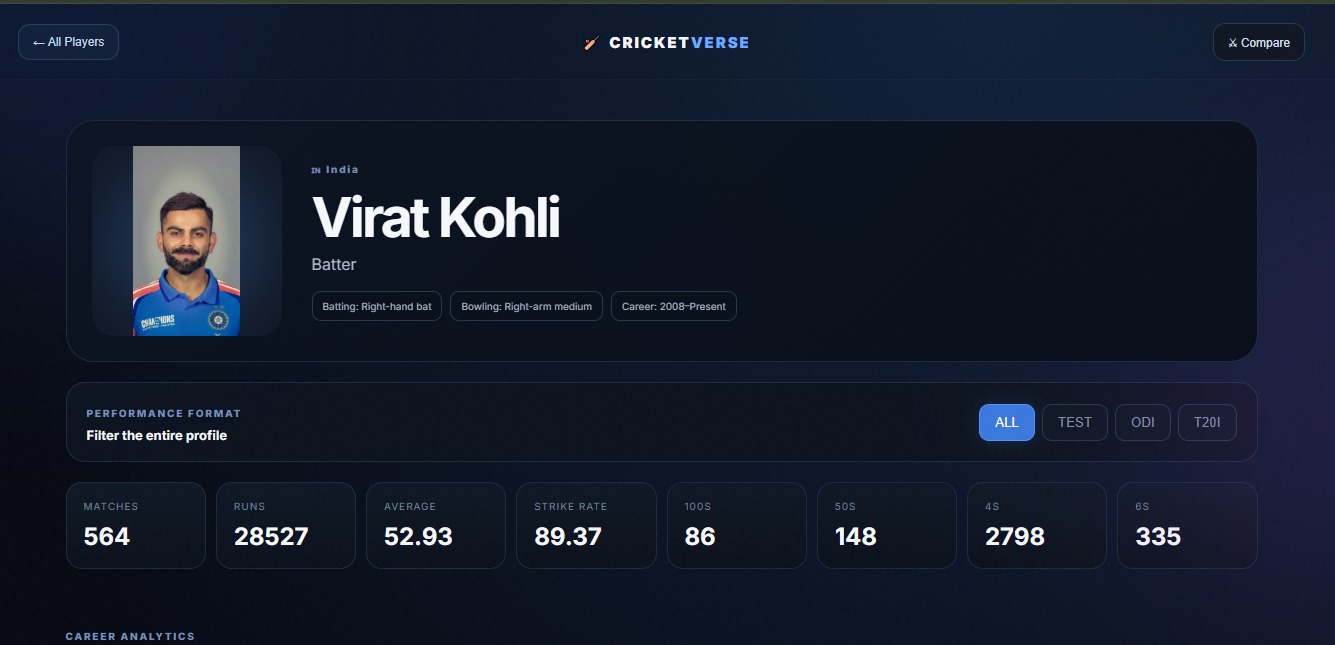 ← All Players
CRICKETVERSE
⚔ Compare
IN India
Virat Kohli
Batter
Batting: Right-hand bat
Bowling: Right-arm medium
Career: 2008–Present
CHAMPIONS
PERFORMANCE FORMAT
Filter the entire profile
ALL
TEST
ODI
T20I
MATCHES
564
RUNS
28527
AVERAGE
52.93
STRIKE RATE
89.37
100S
86
50S
148
4S
2798
6S
335
CAREER ANALYTICS